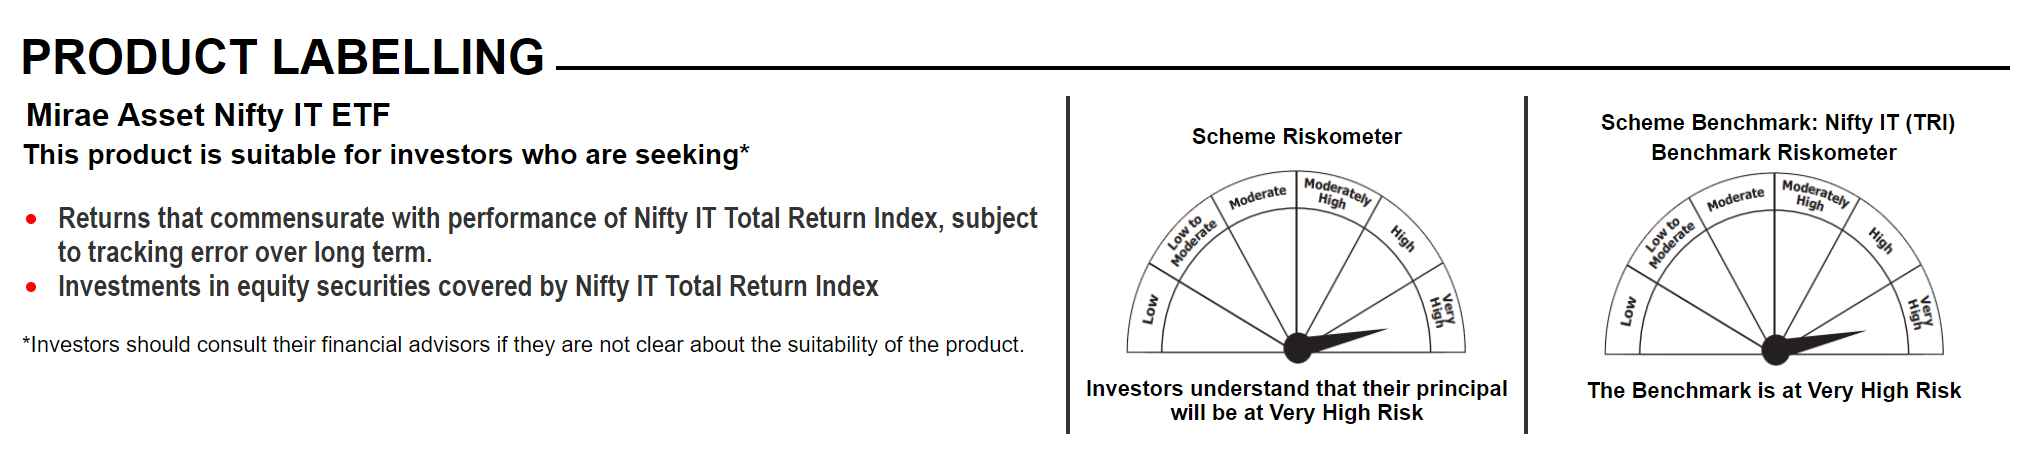 PRODUCT LABELLING
Mirae Asset Nifty IT ETF
This product is suitable for investors who are seeking*
• Returns that commensurate with performance of Nifty IT Total Return Index, subject
to tracking error over long term.
• Investments in equity securities covered by Nifty IT Total Return Index
*Investors should consult their financial advisors if they are not clear about the suitability of the product.
Scheme Riskometer
Low
Low to
Moderate
Moderate
Moderately
High
High
Very
High
Investors understand that their principal
will be at Very High Risk
Scheme Benchmark: Nifty IT (TRI)
Benchmark Riskometer
Low
Low to
Moderate
Moderate
Moderately
High
High
Very
High
The Benchmark is at Very High Risk